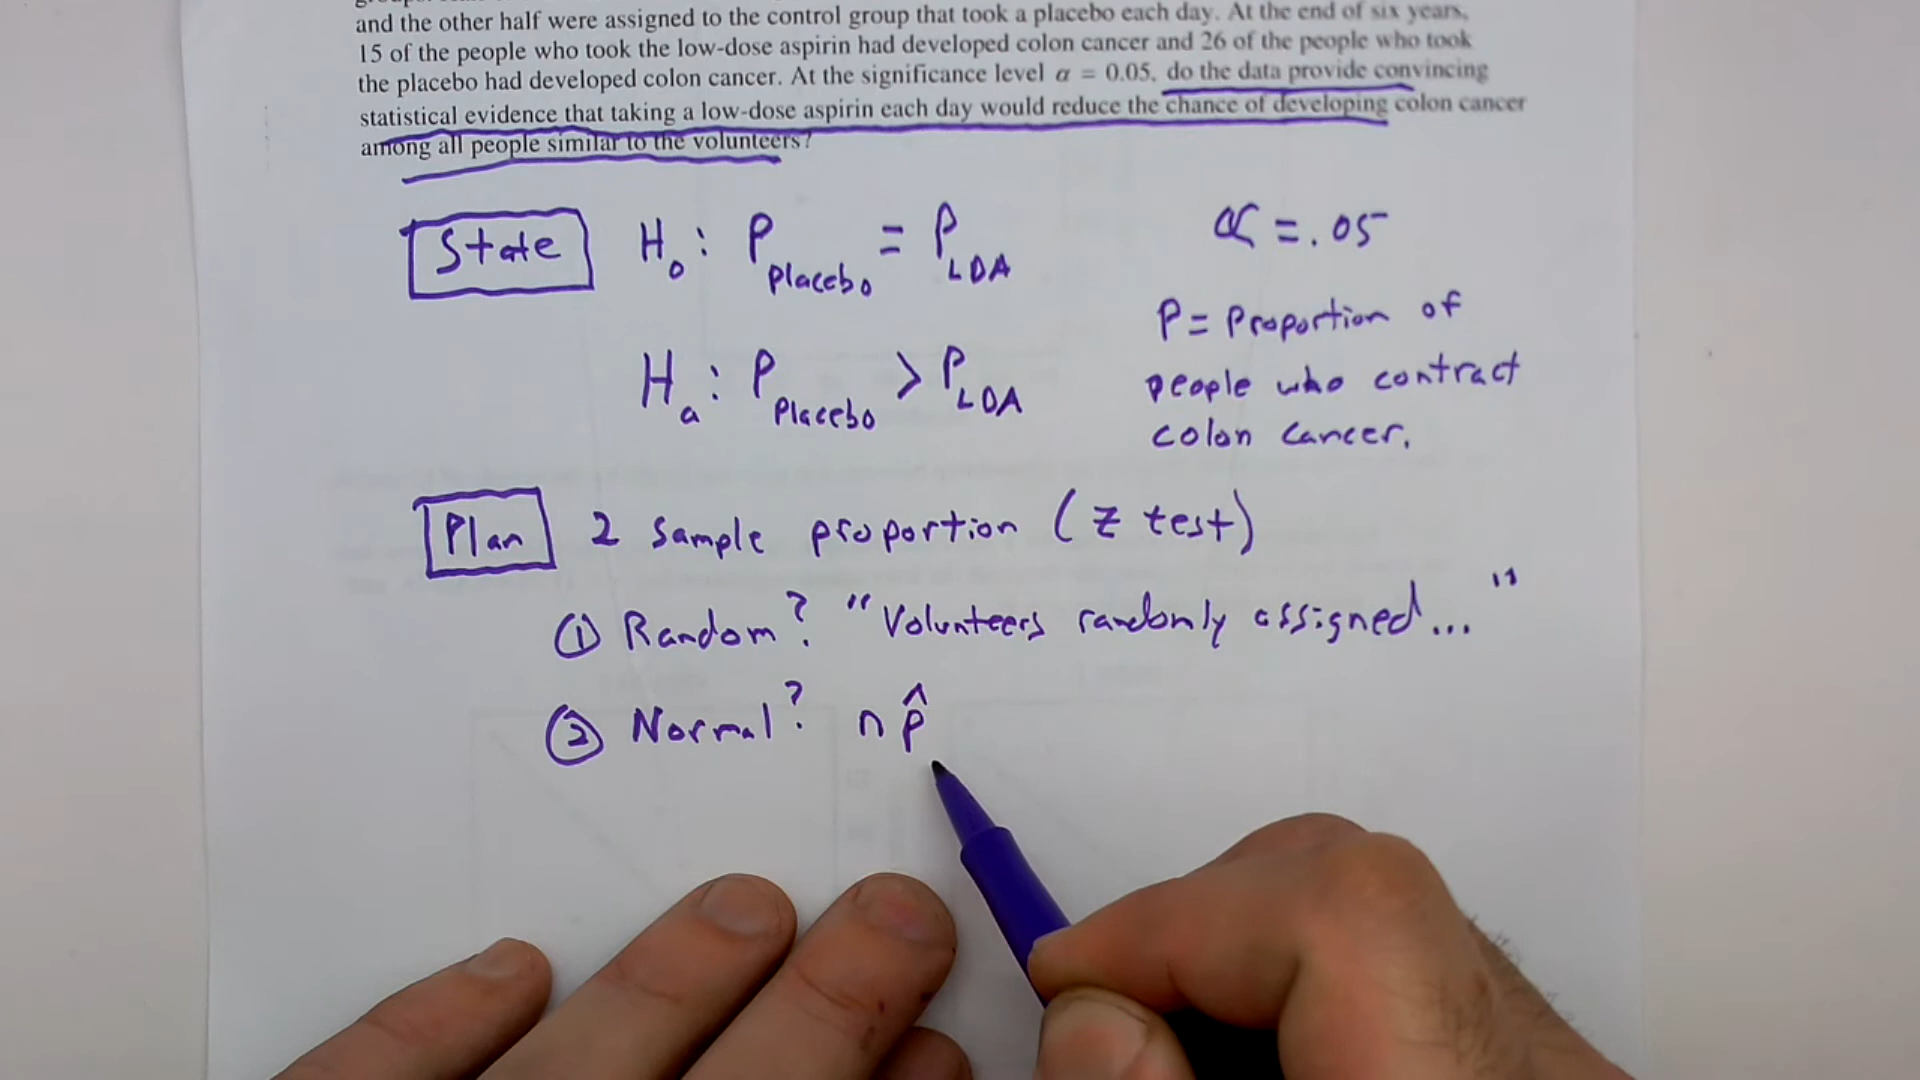 and the other half were assigned to the control group that took a placebo each day. At the end of six years,
15 of the people who took the low-dose aspirin had developed colon cancer and 26 of the people who took
the placebo had developed colon cancer. At the significance level α = 0.05, do the data provide convincing
statistical evidence that taking a low-dose aspirin each day would reduce the chance of developing colon cancer
among all people similar to the volunteers?
State H₀: P Placebo = P LDA
α = .05
Hₐ: P Placebo > P LDA
P = Proportion of
people who contract
colon cancer.
Plan 2 sample proportion (z test)
① Random? "Volunteers randomly assigned..."
② Normal? n p̂